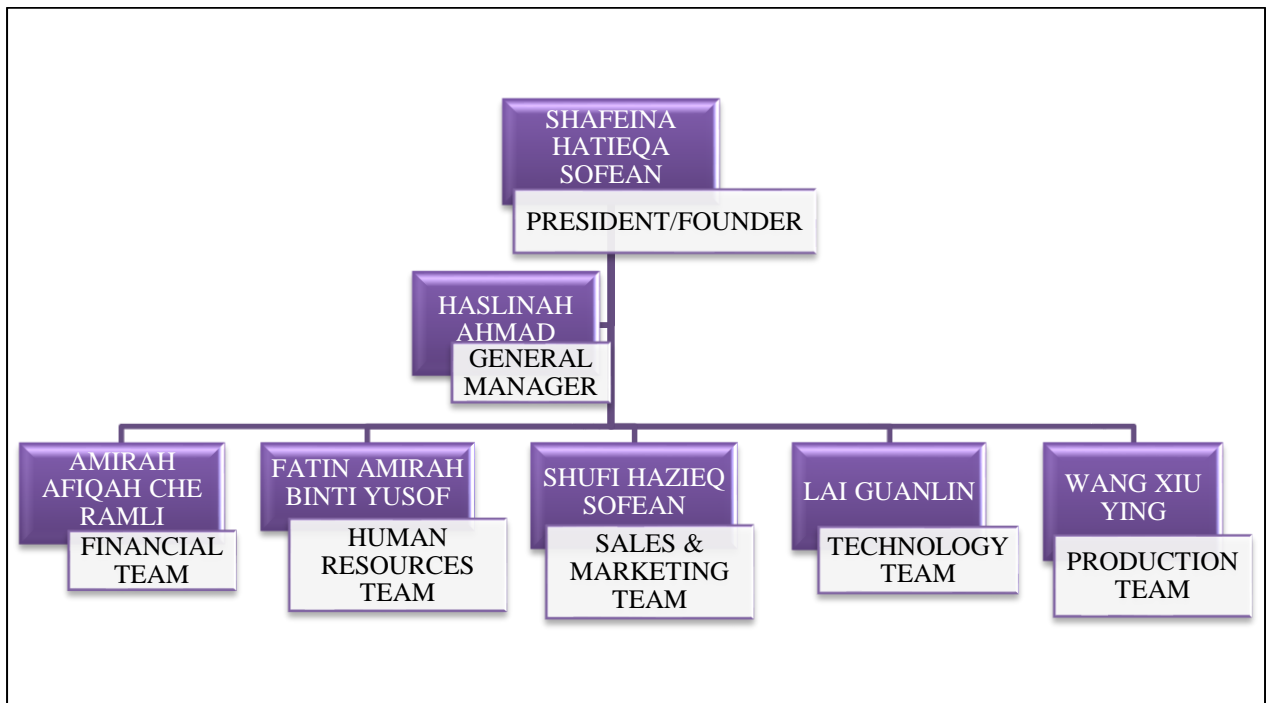 SHAFEINA
HATIEQA
SOFEAN
PRESIDENT/FOUNDER
HASLINAH
AHMAD
GENERAL
MANAGER
AMIRAH
AFIQAH CHE
RAMLI
FINANCIAL
TEAM
FATIN AMIRAH
BINTI YUSOF
HUMAN
RESOURCES
TEAM
SHUFI HAZIEQ
SOFEAN
SALES &
MARKETING
TEAM
LAI GUANLIN
TECHNOLOGY
TEAM
WANG XIU
YING
PRODUCTION
TEAM